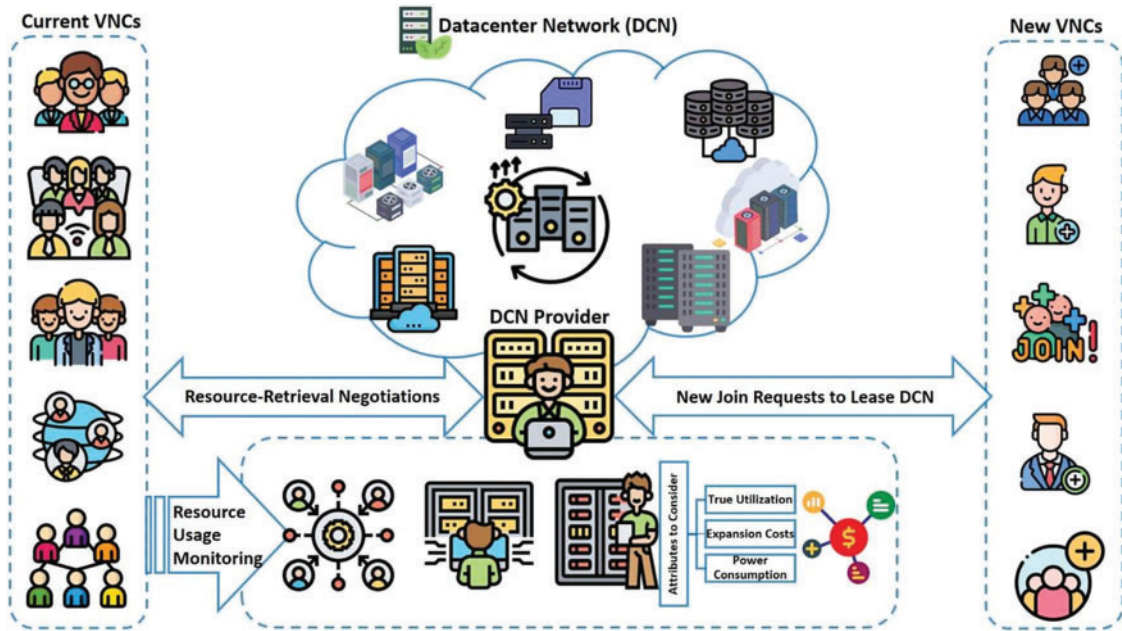 Current VNCs
Datacenter Network (DCN)
New VNCs
JOIN!
DCN Provider
Resource-Retrieval Negotiations
New Join Requests to Lease DCN
Resource
Usage
Monitoring
Attributes to Consider
True Utilization
Expansion Costs
Power
Consumption
$